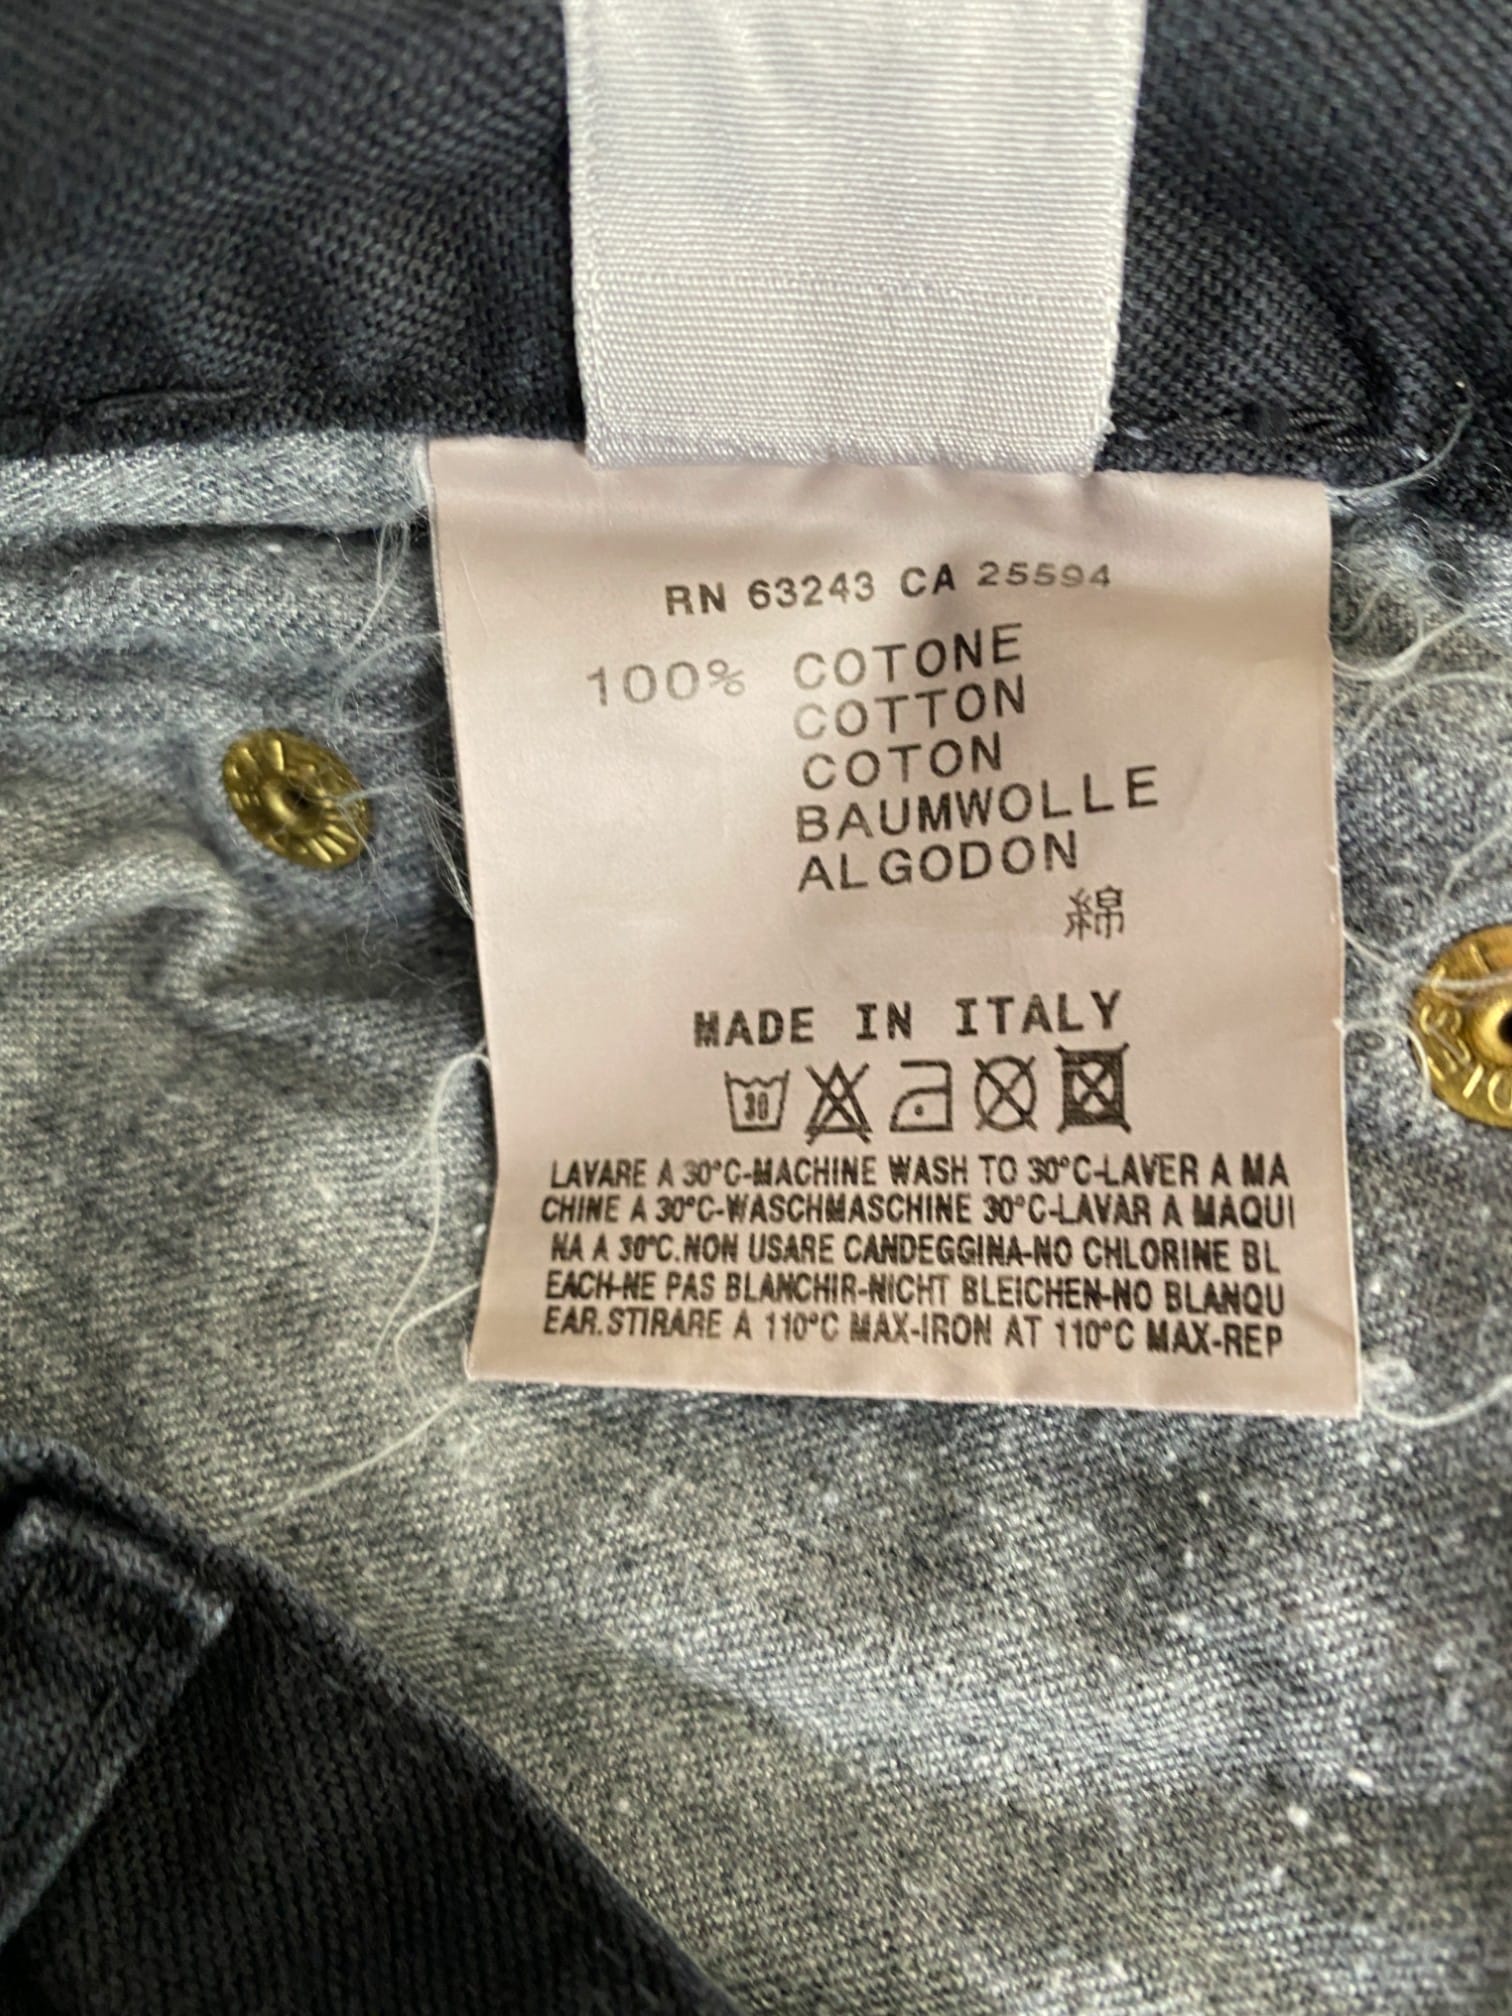 RN 63243 CA 25594
100% COTONE
COTTON
COTON
BAUMWOLLE
ALGODON
綿
MADE IN ITALY
30
LAVARE A 30°C-MACHINE WASH TO 30°C-LAVER A MA
CHINE A 30°C-WASCHMASCHINE 30°C-LAVAR A MAQUI
NA A 30°C.NON USARE CANDEGGINA-NO CHLORINE BL
EACH-NE PAS BLANCHIR-NICHT BLEICHEN-NO BLANQU
EAR.STIRARE A 110°C MAX-IRON AT 110°C MAX-REP